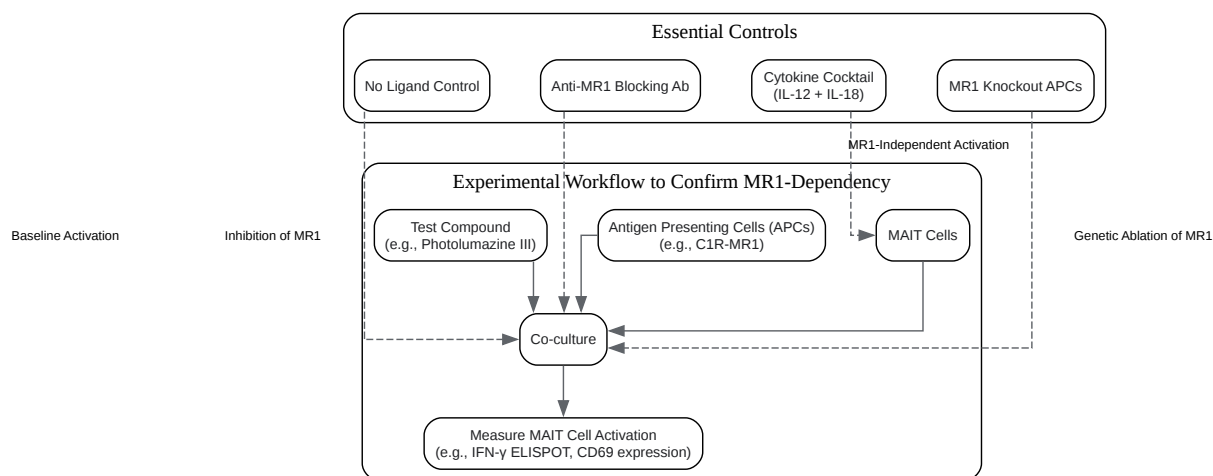 Essential Controls
No Ligand Control
Anti-MR1 Blocking Ab
Cytokine Cocktail
(IL-12 + IL-18)
MR1 Knockout APCs
MR1-Independent Activation
Experimental Workflow to Confirm MR1-Dependency
Test Compound
(e.g., Photolumazine III)
Antigen Presenting Cells (APCs)
(e.g., C1R-MR1)
MAIT Cells
Baseline Activation
Inhibition of MR1
Genetic Ablation of MR1
Co-culture
Measure MAIT Cell Activation
(e.g., IFN-γ ELISPOT, CD69 expression)